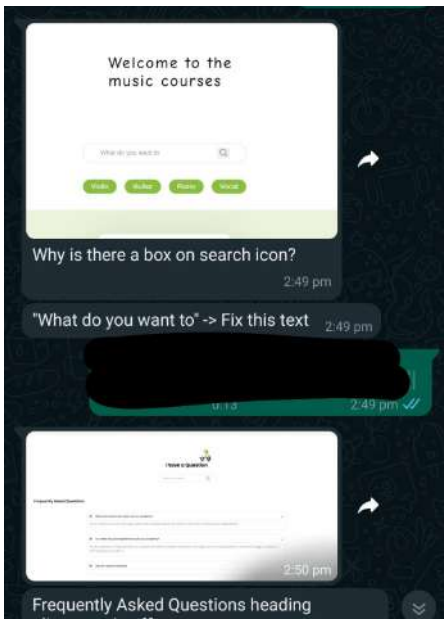 Welcome to the
music courses
What do you want to
Violin Guitar Piano Vocal
Why is there a box on search icon?
2:49 pm
"What do you want to" -> Fix this text 2:49 pm
0:13 2:49 pm
I have a Question
Frequently Asked Questions
2:50 pm
Frequently Asked Questions heading